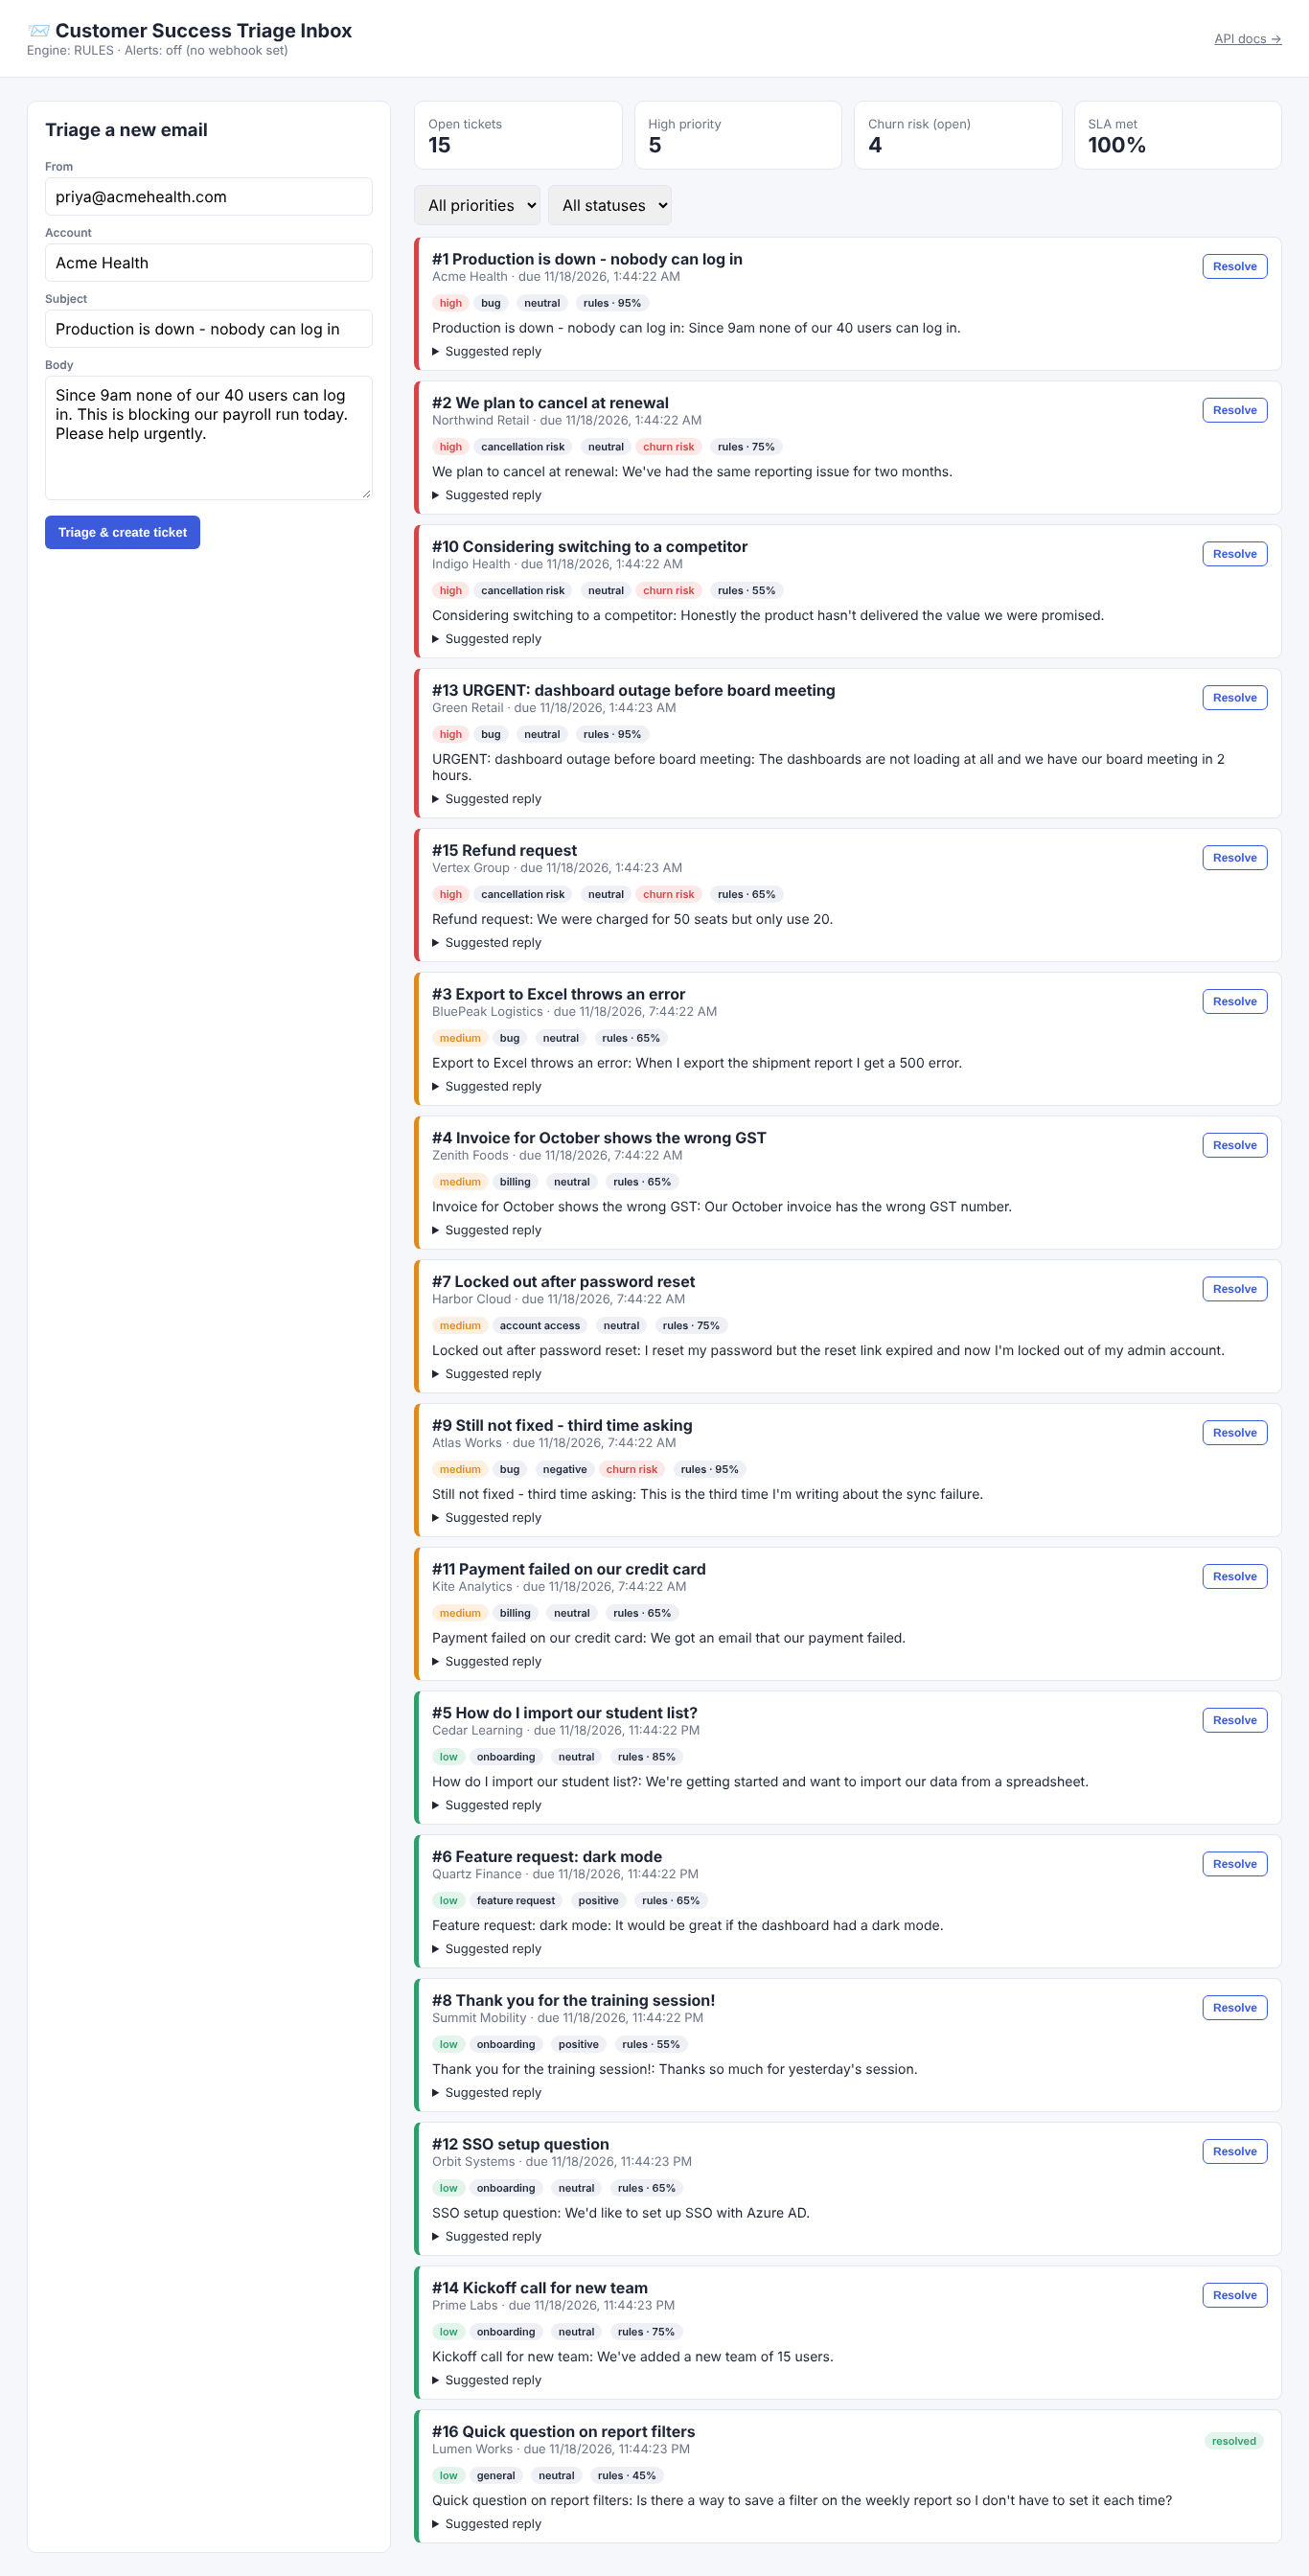 📨 Customer Success Triage Inbox
Engine: RULES · Alerts: off (no webhook set)
API docs →
Triage a new email
From
priya@acmehealth.com
Account
Acme Health
Subject
Production is down - nobody can log in
Body
Since 9am none of our 40 users can log
in. This is blocking our payroll run today.
Please help urgently.
Triage & create ticket
Open tickets
15
High priority
5
Churn risk (open)
4
SLA met
100%
All priorities
All statuses
#1 Production is down - nobody can log in
Acme Health · due 11/18/2026, 1:44:22 AM
Resolve
high bug neutral rules · 95%
Production is down - nobody can log in: Since 9am none of our 40 users can log in.
▶ Suggested reply
#2 We plan to cancel at renewal
Northwind Retail · due 11/18/2026, 1:44:22 AM
Resolve
high cancellation risk neutral churn risk rules · 75%
We plan to cancel at renewal: We've had the same reporting issue for two months.
▶ Suggested reply
#10 Considering switching to a competitor
Indigo Health · due 11/18/2026, 1:44:22 AM
Resolve
high cancellation risk neutral churn risk rules · 55%
Considering switching to a competitor: Honestly the product hasn't delivered the value we were promised.
▶ Suggested reply
#13 URGENT: dashboard outage before board meeting
Green Retail · due 11/18/2026, 1:44:23 AM
Resolve
high bug neutral rules · 95%
URGENT: dashboard outage before board meeting: The dashboards are not loading at all and we have our board meeting in 2
hours.
▶ Suggested reply
#15 Refund request
Vertex Group · due 11/18/2026, 1:44:23 AM
Resolve
high cancellation risk neutral churn risk rules · 65%
Refund request: We were charged for 50 seats but only use 20.
▶ Suggested reply
#3 Export to Excel throws an error
BluePeak Logistics · due 11/18/2026, 7:44:22 AM
Resolve
medium bug neutral rules · 65%
Export to Excel throws an error: When I export the shipment report I get a 500 error.
▶ Suggested reply
#4 Invoice for October shows the wrong GST
Zenith Foods · due 11/18/2026, 7:44:22 AM
Resolve
medium billing neutral rules · 65%
Invoice for October shows the wrong GST: Our October invoice has the wrong GST number.
▶ Suggested reply
#7 Locked out after password reset
Harbor Cloud · due 11/18/2026, 7:44:22 AM
Resolve
medium account access neutral rules · 75%
Locked out after password reset: I reset my password but the reset link expired and now I'm locked out of my admin account.
▶ Suggested reply
#9 Still not fixed - third time asking
Atlas Works · due 11/18/2026, 7:44:22 AM
Resolve
medium bug negative churn risk rules · 95%
Still not fixed - third time asking: This is the third time I'm writing about the sync failure.
▶ Suggested reply
#11 Payment failed on our credit card
Kite Analytics · due 11/18/2026, 7:44:22 AM
Resolve
medium billing neutral rules · 65%
Payment failed on our credit card: We got an email that our payment failed.
▶ Suggested reply
#5 How do I import our student list?
Cedar Learning · due 11/18/2026, 11:44:22 PM
Resolve
low onboarding neutral rules · 85%
How do I import our student list?: We're getting started and want to import our data from a spreadsheet.
▶ Suggested reply
#6 Feature request: dark mode
Quartz Finance · due 11/18/2026, 11:44:22 PM
Resolve
low feature request positive rules · 65%
Feature request: dark mode: It would be great if the dashboard had a dark mode.
▶ Suggested reply
#8 Thank you for the training session!
Summit Mobility · due 11/18/2026, 11:44:22 PM
Resolve
low onboarding positive rules · 55%
Thank you for the training session!: Thanks so much for yesterday's session.
▶ Suggested reply
#12 SSO setup question
Orbit Systems · due 11/18/2026, 11:44:23 PM
Resolve
low onboarding neutral rules · 65%
SSO setup question: We'd like to set up SSO with Azure AD.
▶ Suggested reply
#14 Kickoff call for new team
Prime Labs · due 11/18/2026, 11:44:23 PM
Resolve
low onboarding neutral rules · 75%
Kickoff call for new team: We've added a new team of 15 users.
▶ Suggested reply
#16 Quick question on report filters
Lumen Works · due 11/18/2026, 11:44:23 PM
resolved
low general neutral rules · 45%
Quick question on report filters: Is there a way to save a filter on the weekly report so I don't have to set it each time?
▶ Suggested reply